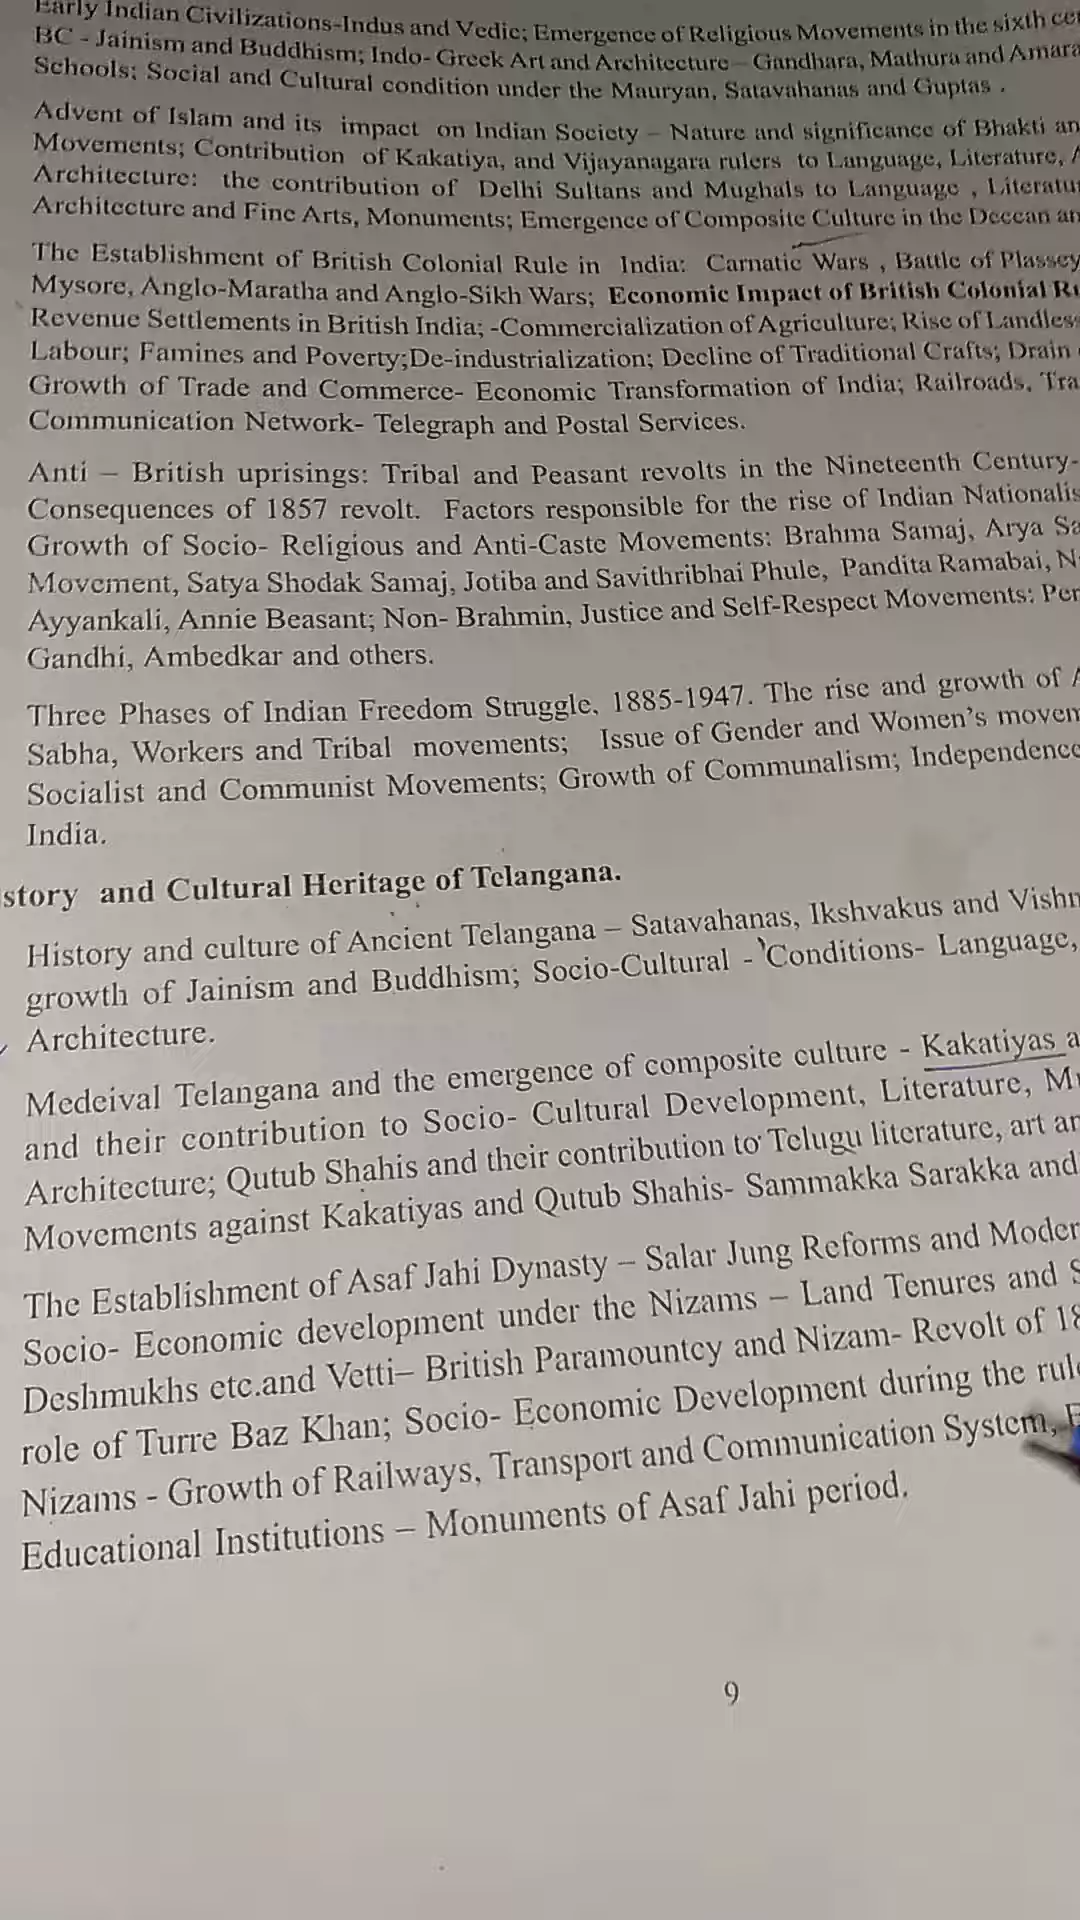 Early Indian Civilizations-Indus and Vedic; Emergence of Religious Movements in the sixth
BC - Jainism and Buddhism; Indo- Greek Art and Architecture – Gandhara, Mathura and
Schools; Social and Cultural condition under the Mauryan, Satavahanas and Guptas .
Advent of Islam and its impact on Indian Society – Nature and significance of Bhakti
Movements; Contribution of Kakatiya, and Vijayanagara rulers to Language, Literature,
Architecture: the contribution of Delhi Sultans and Mughals to Language ,
Architecture and Fine Arts, Monuments; Emergence of Composite Culture in the Deccan
The Establishment of British Colonial Rule in India: Carnatic Wars , Battle of Plassey
Mysore, Anglo-Maratha and Anglo-Sikh Wars; Economic Impact of British Colonial
Revenue Settlements in British India; -Commercialization of Agriculture; Rise of
Labour; Famines and Poverty;De-industrialization; Decline of Traditional Crafts; Drain
Growth of Trade and Commerce- Economic Transformation of India; Railroads,
Communication Network- Telegraph and Postal Services.
Anti – British uprisings: Tribal and Peasant revolts in the Nineteenth Century-
Consequences of 1857 revolt. Factors responsible for the rise of Indian
Growth of Socio- Religious and Anti-Caste Movements: Brahma Samaj, Arya
Movement, Satya Shodak Samaj, Jotiba and Savithribhai Phule, Pandita Ramabai,
Ayyankali, Annie Beasant; Non- Brahmin, Justice and Self-Respect Movements:
Gandhi, Ambedkar and others.
Three Phases of Indian Freedom Struggle, 1885-1947. The rise and growth of
Sabha, Workers and Tribal movements; Issue of Gender and Women's
Socialist and Communist Movements; Growth of Communalism; Independence
India.
story and Cultural Heritage of Telangana.
History and culture of Ancient Telangana – Satavahanas, Ikshvakus and
growth of Jainism and Buddhism; Socio-Cultural - Conditions- Language,
Architecture.
Medeival Telangana and the emergence of composite culture - Kakatiyas
and their contribution to Socio- Cultural Development, Literature,
Architecture; Qutub Shahis and their contribution to Telugu literature, art
Movements against Kakatiyas and Qutub Shahis- Sammakka Sarakka and
The Establishment of Asaf Jahi Dynasty – Salar Jung Reforms and
Socio- Economic development under the Nizams – Land Tenures and
Deshmukhs etc.and Vetti– British Paramountcy and Nizam- Revolt of
role of Turre Baz Khan; Socio- Economic Development during the
Nizams - Growth of Railways, Transport and Communication System,
Educational Institutions – Monuments of Asaf Jahi period.
9